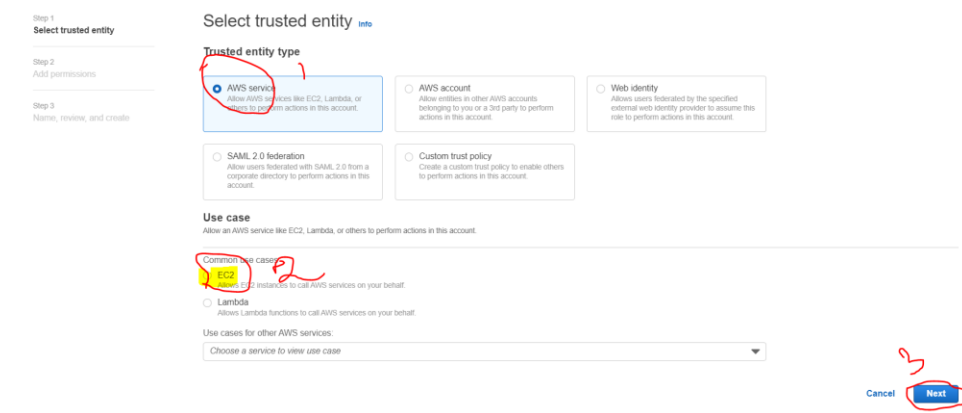 Step 1
Select trusted entity
Step 2
Add permissions
Step 3
Name, review, and create
Select trusted entity Info
Trusted entity type
AWS service
Allow AWS services like EC2, Lambda, or
others to perform actions in this account.
AWS account
Allow entities in other AWS accounts
belonging to you or a 3rd party to perform
actions in this account.
Web identity
Allows users federated by the specified
external web identity provider to assume this
role to perform actions in this account.
SAML 2.0 federation
Allow users federated with SAML 2.0 from a
corporate directory to perform actions in this
account.
Custom trust policy
Create a custom trust policy to enable others
to perform actions in this account.
1
Use case
Allow an AWS service like EC2, Lambda, or others to perform actions in this account.
Common use cases
2
EC2
Allows EC2 instances to call AWS services on your behalf.
Lambda
Allows Lambda functions to call AWS services on your behalf.
Use cases for other AWS services:
Choose a service to view use case
3
Cancel
Next